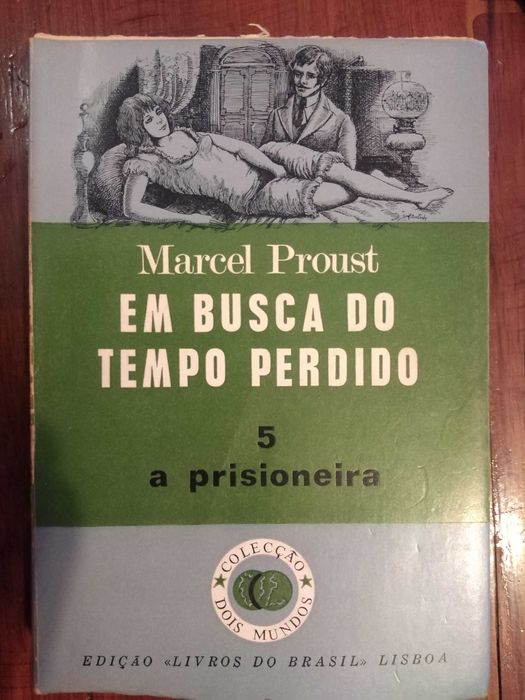 Marcel Proust
EM BUSCA DO
TEMPO PERDIDO
5
a prisioneira
COLECÇÃO
DOIS MUNDOS
EDIÇÃO «LIVROS DO BRASIL» LISBOA